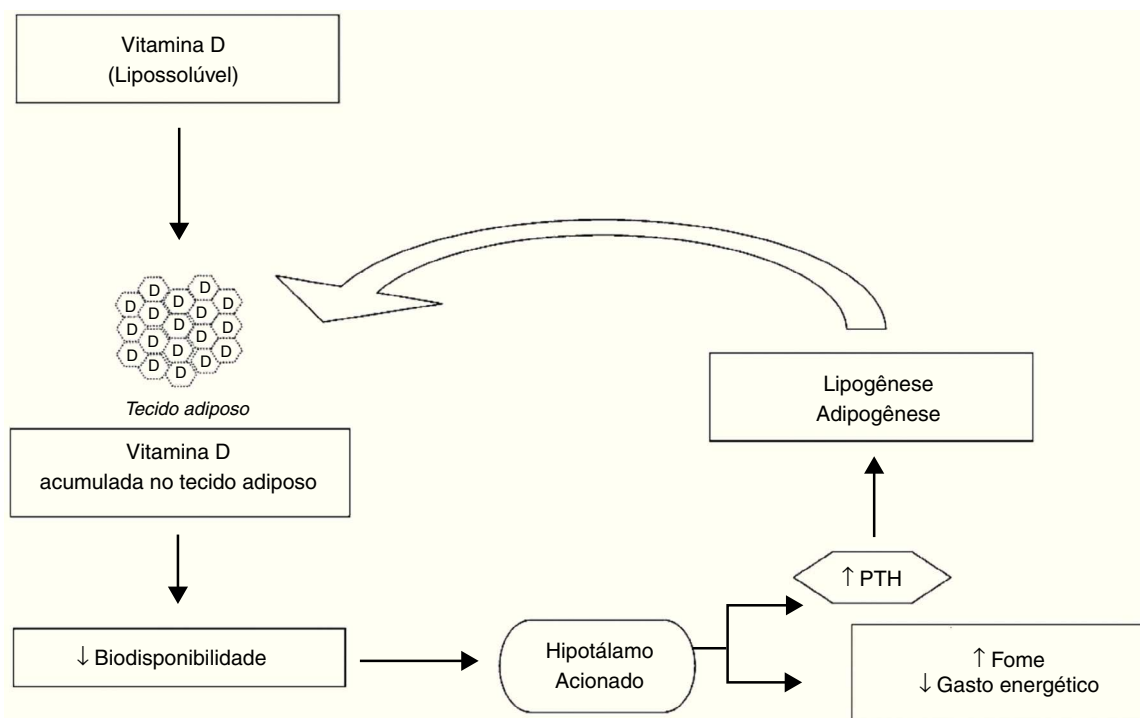 Vitamina D
(Lipossolúvel)
D D
D D D
D D
D D D
D D
D D D
D D
D
Tecido adiposo
Vitamina D
acumulada no tecido adiposo
↓ Biodisponibilidade
Hipotálamo
Acionado
↑ PTH
Lipogênese
Adipogênese
↑ Fome
↓ Gasto energético